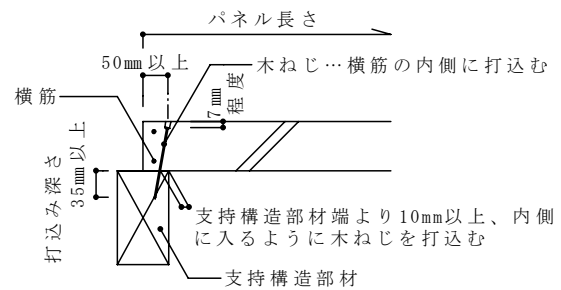 パネル長さ
50mm以上
木ねじ…横筋の内側に打込む
横筋
7mm
程度
打込み深さ
35mm以上
支持構造部材端より10mm以上、内側
に入るように木ねじを打込む
支持構造部材